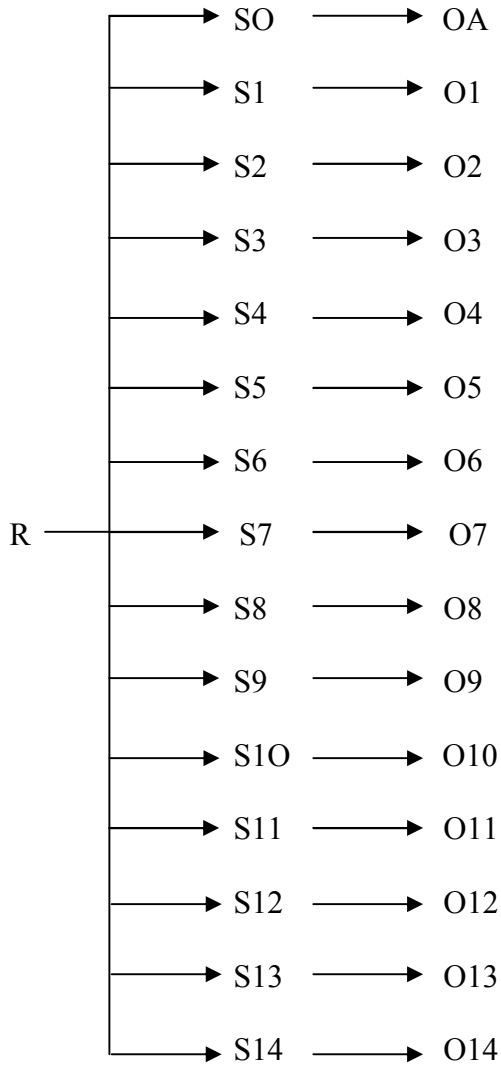 SO OA
S1 O1
S2 O2
S3 O3
S4 O4
S5 O5
S6 O6
R S7 O7
S8 O8
S9 O9
S1O O10
S11 O11
S12 O12
S13 O13
S14 O14